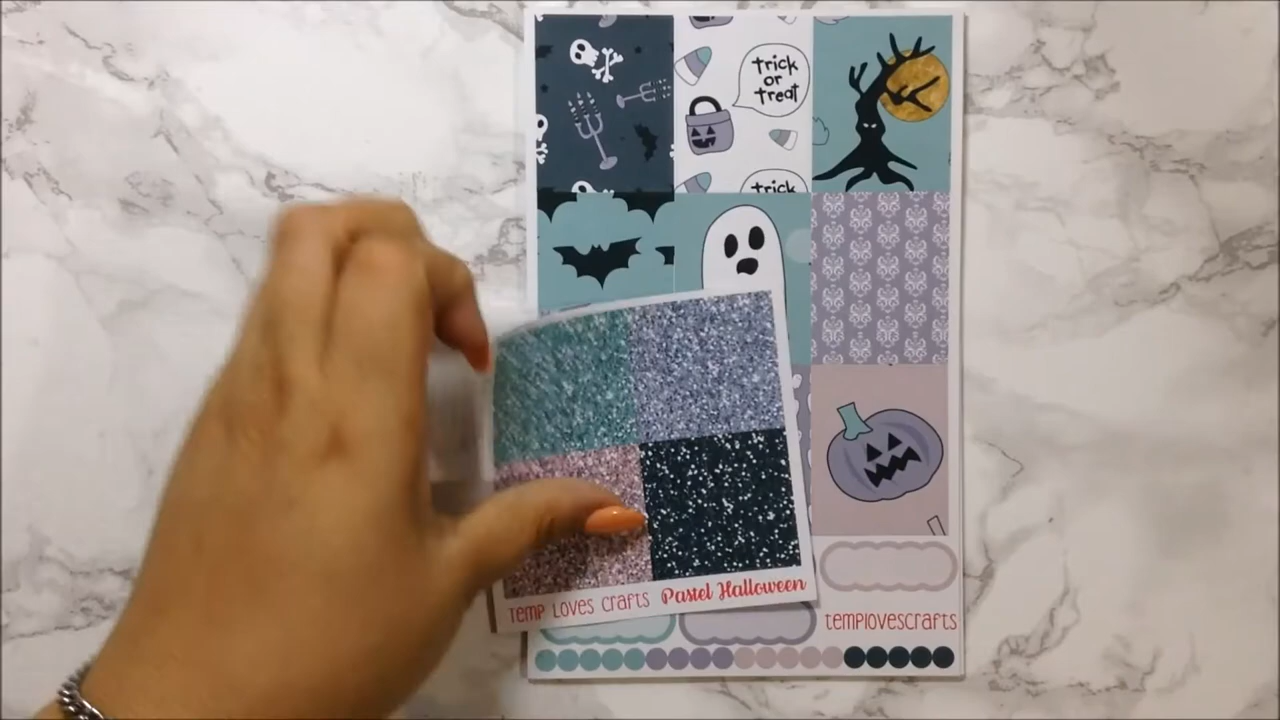 trick
or
treat
trick
TEMP LOVES CRAFTS Pastel Halloween
templovescrafts